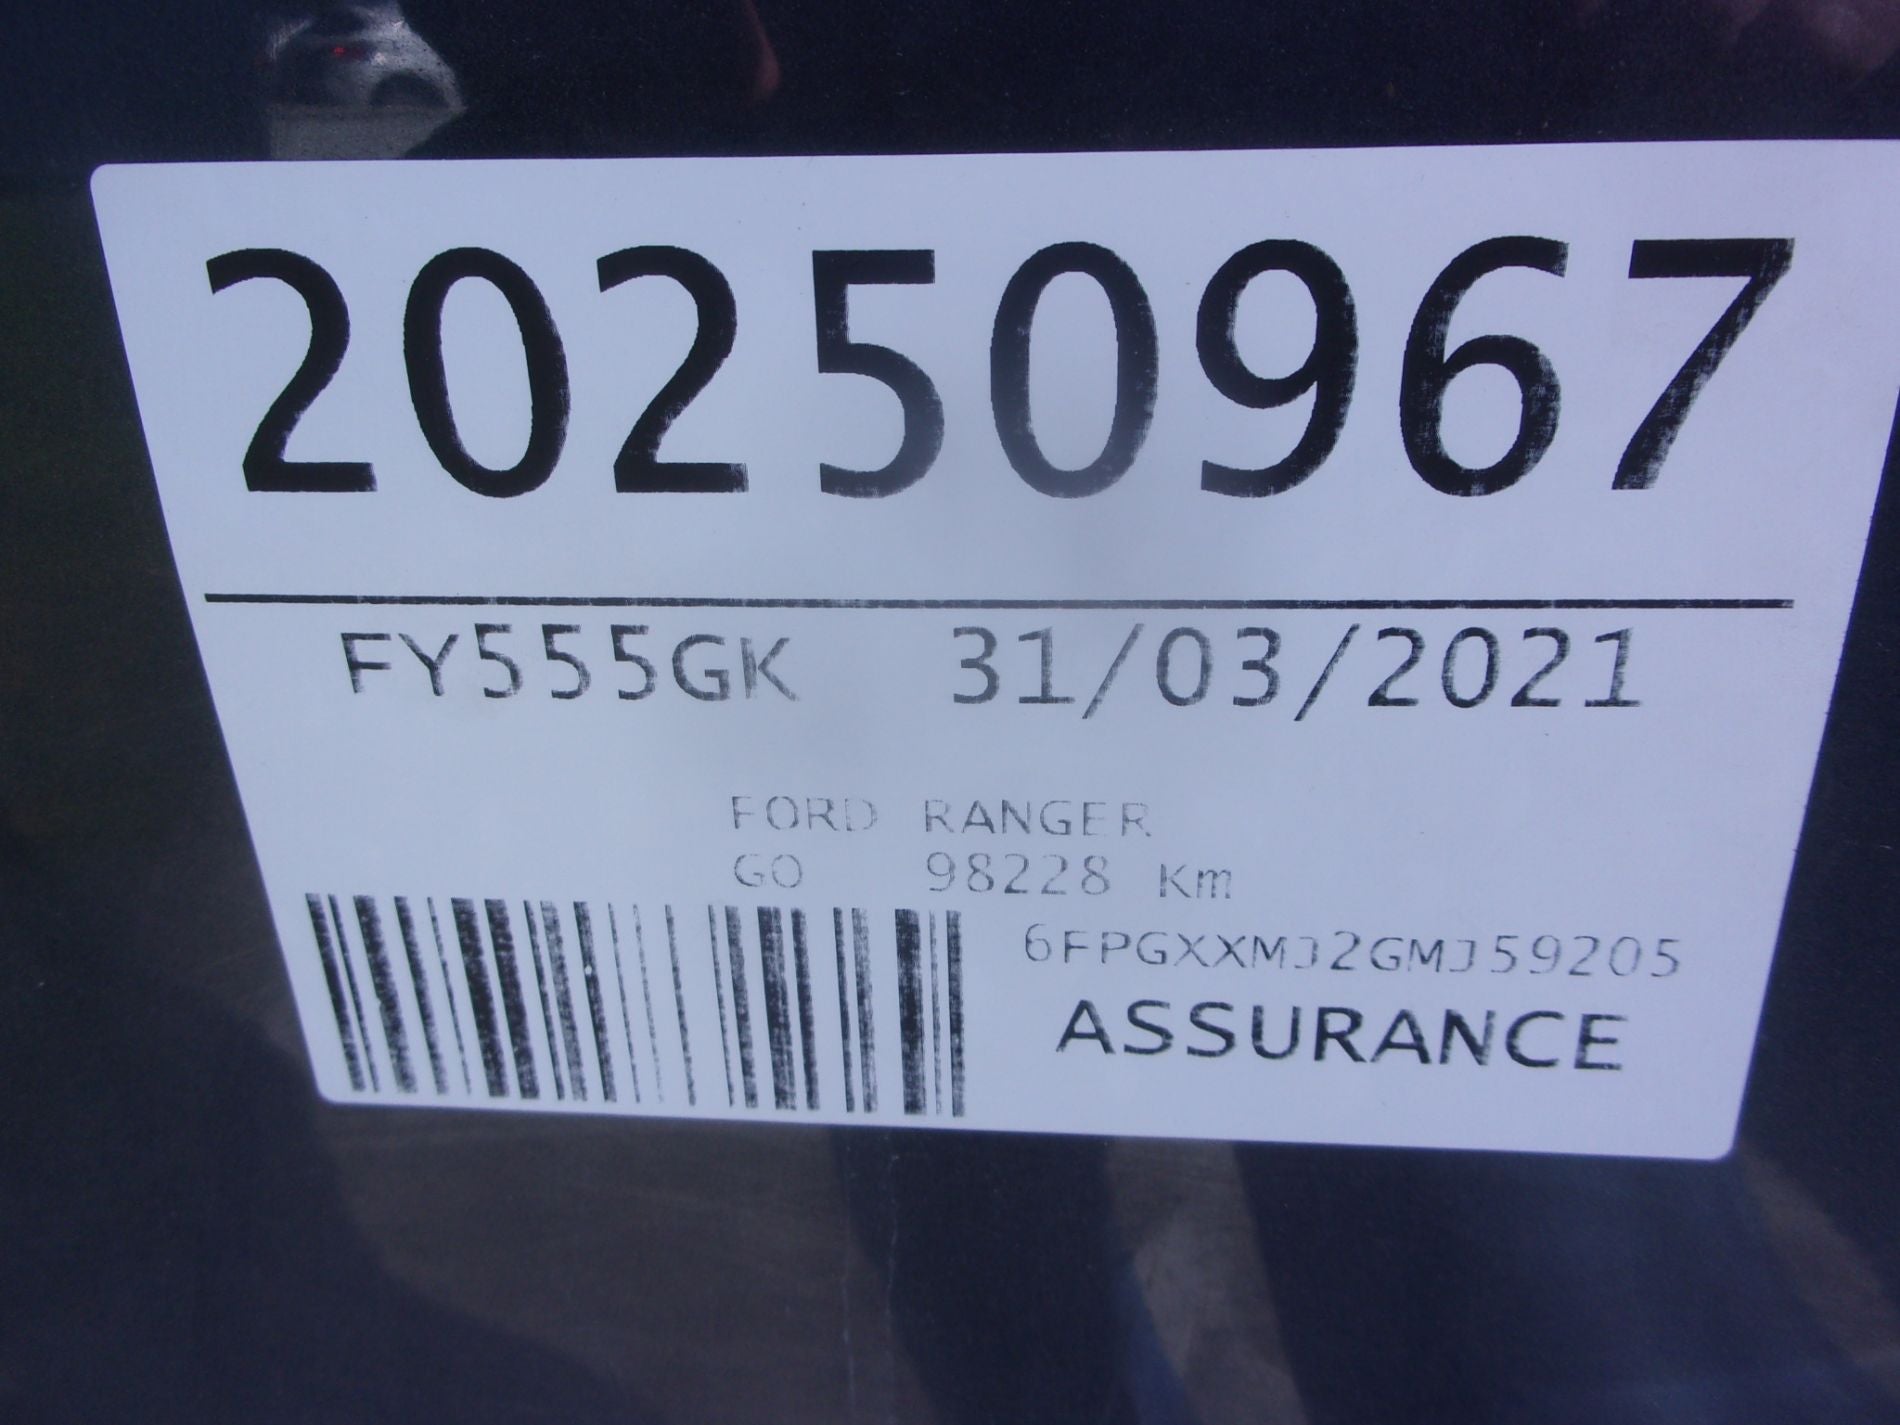 20250967
FY555GK 31/03/2021
FORD RANGER
GO 98228 Km
6FPGXXMJ2GMJ59205
ASSURANCE